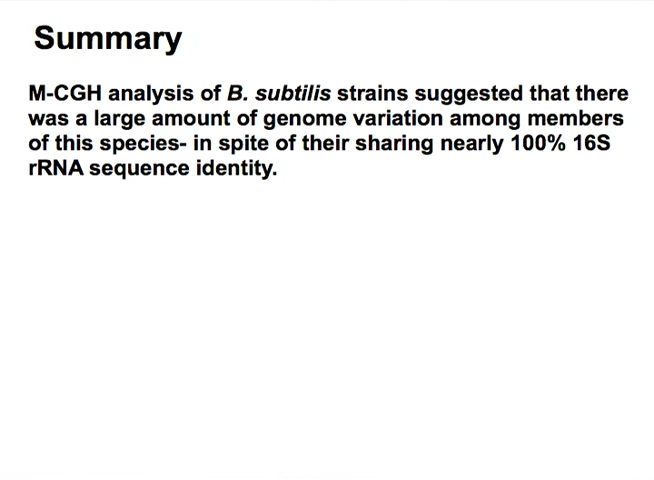 Summary
M-CGH analysis of B. subtilis strains suggested that there
was a large amount of genome variation among members
of this species- in spite of their sharing nearly 100% 16S
rRNA sequence identity.